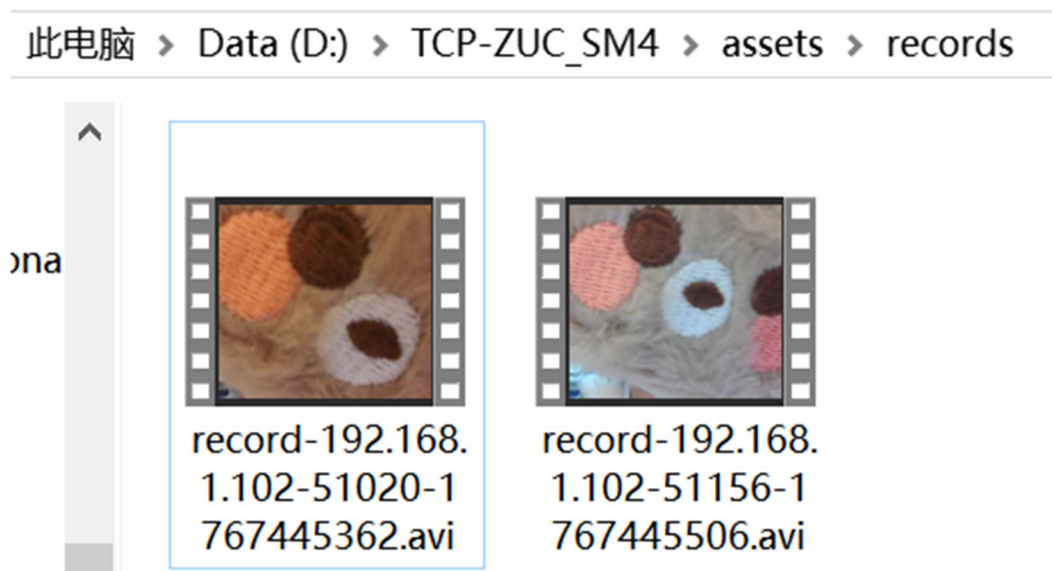 此电脑 > Data (D:) > TCP-ZUC_SM4 > assets > records
ona
record-192.168.
1.102-51020-1
767445362.avi
record-192.168.
1.102-51156-1
767445506.avi